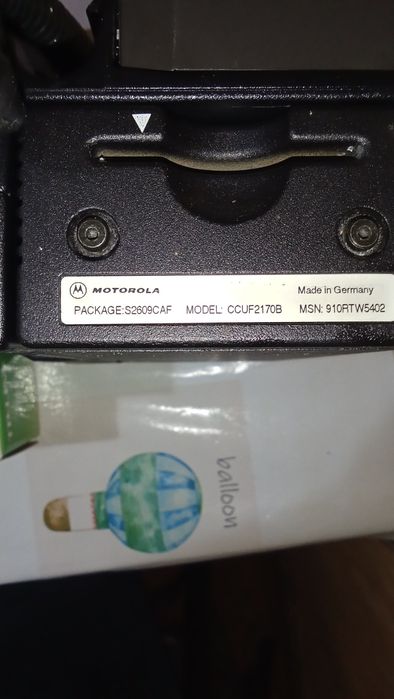 MOTOROLA Made in Germany
PACKAGE:S2609CAF MODEL: CCUF2170B MSN: 910RTW5402
balloon